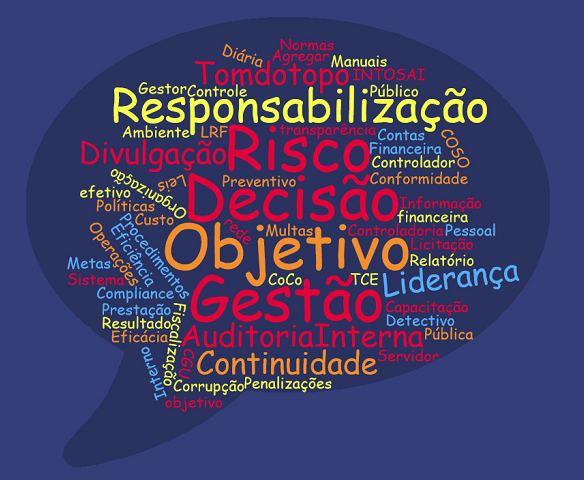 Normas
Diária
Agregar
Manuais
Tomdotopo
INTOSAI
Gestor
Controle
Público
Responsabilização
Ambiente
LRF
transparência
Contas
COSO
Divulgação
Risco
Financeira
Controlador
Organização
Leis
Preventivo
Conformidade
efetivo
Decisão
Informação
Políticas
financeira
Custo
Procedimentos
rede
Multas
Controladoria
Pessoal
Operações
Eficiência
Objetivo
Licitação
Relatório
Metas
Sistema
CoCo
TCE
Liderança
Compliance
Gestão
Prestação
Capacitação
Resultado
Fiscalização
Detectivo
Eficácia
AuditoriaInterna
Pública
Interno
CGU
Continuidade
Servidor
Corrupção
Penalizações
objetivo